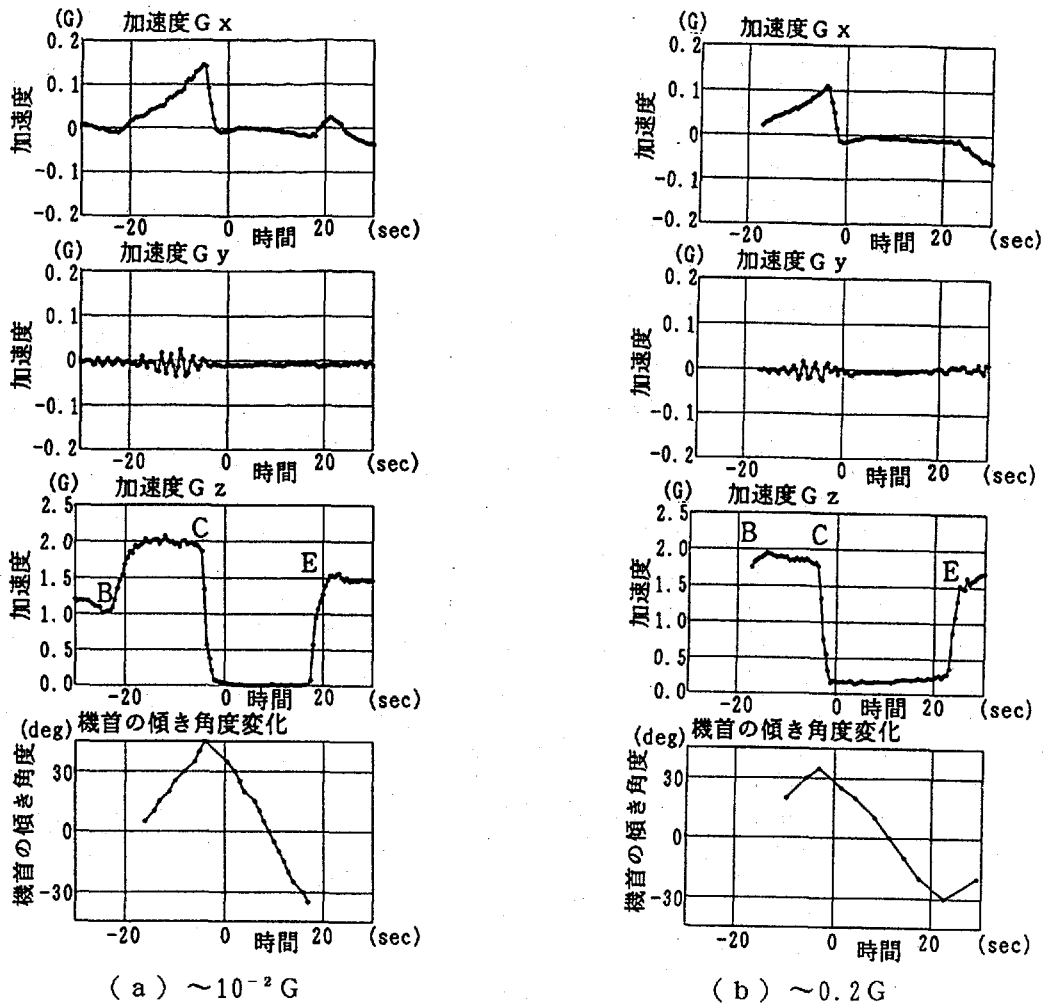 (G) 加速度Gx
0.2
0.1
0
-0.1
-0.2
加速度
-20 0 20
時間 (sec)
(G) 加速度Gy
0.2
0.1
0
-0.1
-0.2
加速度
-20 0 20
時間 (sec)
(G) 加速度Gz
2.5
2.0
1.5
1.0
0.5
0.0
加速度
B C E
-20 0 20
時間 (sec)
(deg) 機首の傾き角度変化
30
0
-30
機首の傾き角度
-20 0 20
時間 (sec)
(a) ~10⁻²G
(G) 加速度Gx
0.2
0.1
0
-0.1
-0.2
加速度
-20 0 20
時間 (sec)
(G) 加速度Gy
0.2
0.1
0
-0.1
-0.2
加速度
-20 0 20
時間 (sec)
(G) 加速度Gz
2.5
2.0
1.5
1.0
0.5
0.0
加速度
B C E
-20 0 20
時間 (sec)
(deg) 機首の傾き角度変化
30
0
-30
機首の傾き角度
-20 0 20
時間 (sec)
(b) ~0.2G